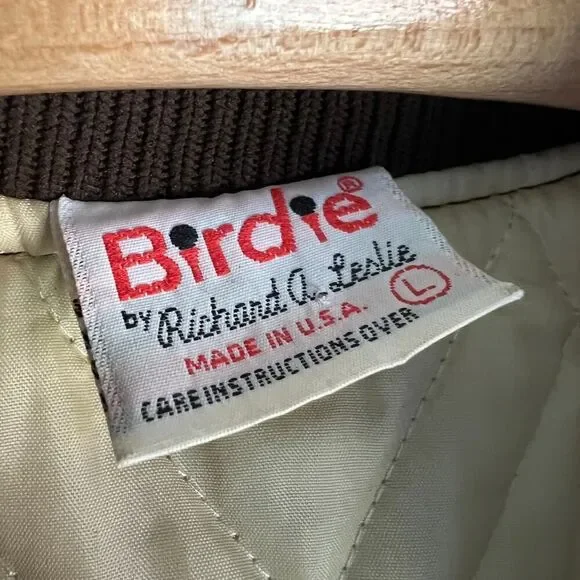 Birdie®
by Richard A. Leslie L
MADE IN U.S.A.
CARE INSTRUCTIONS OVER